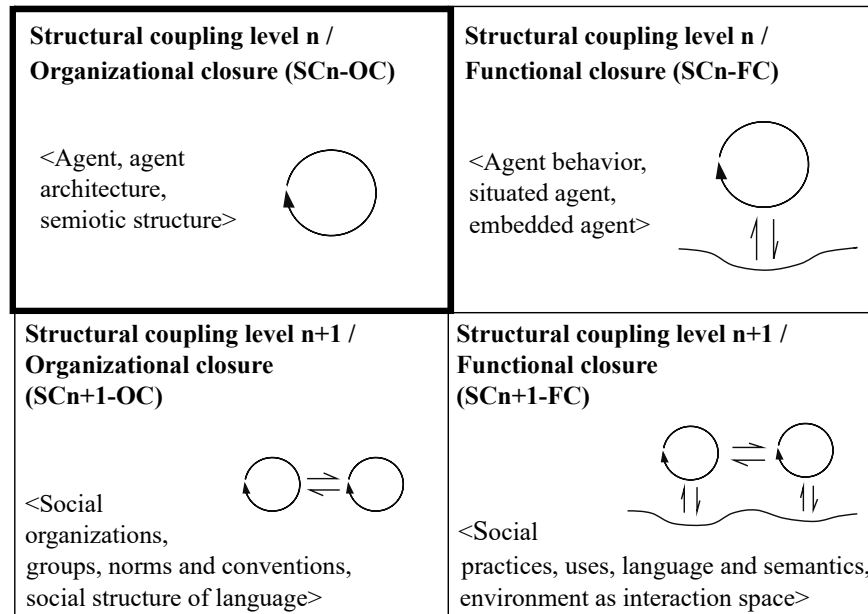 Structural coupling level n /
Organizational closure (SCn-OC)
<Agent, agent
architecture,
semiotic structure>
Structural coupling level n /
Functional closure (SCn-FC)
<Agent behavior,
situated agent,
embedded agent>
Structural coupling level n+1 /
Organizational closure
(SCn+1-OC)
<Social
organizations,
groups, norms and conventions,
social structure of language>
Structural coupling level n+1 /
Functional closure
(SCn+1-FC)
<Social
practices, uses, language and semantics,
environment as interaction space>